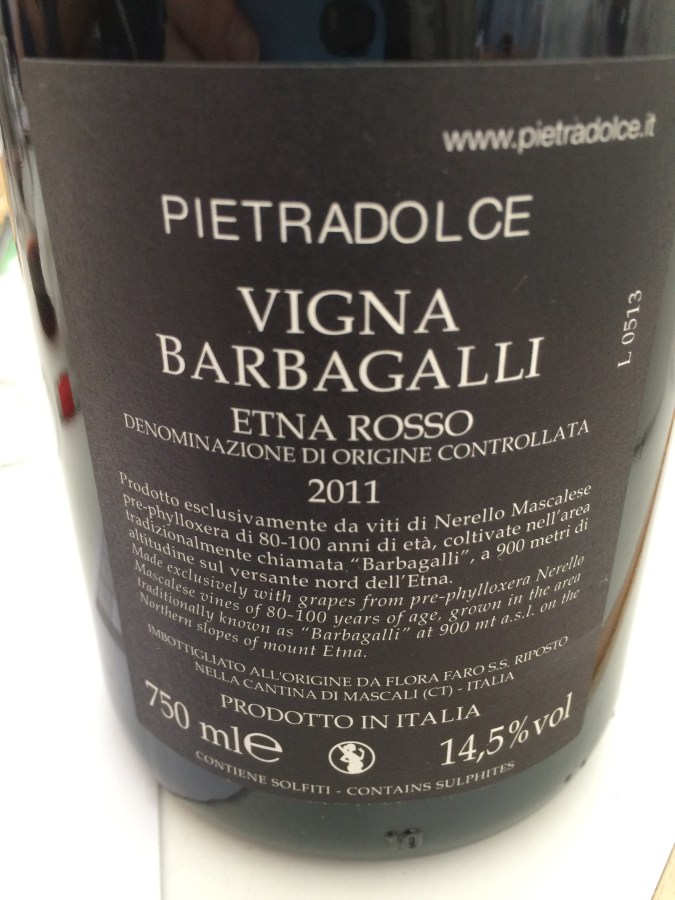 www.pietradolce.it
PIETRADOLCE
VIGNA
BARBAGALLI
L 0513
ETNA ROSSO
DENOMINAZIONE DI ORIGINE CONTROLLATA
2011
Prodotto esclusivamente da viti di Nerello Mascalese
pre-phylloxera di 80-100 anni di età, coltivate nell'area
tradizionalmente chiamata "Barbagalli", a 900 metri di
altitudine sul versante nord dell'Etna.
Made exclusively with grapes from pre-phylloxera Nerello
Mascalese vines of 80-100 years of age, grown in the area
traditionally known as "Barbagalli" at 900 mt a.s.l. on the
Northern slopes of mount Etna.
IMBOTTIGLIATO ALL'ORIGINE DA FLORA FARO S.S. RIPOSTO
NELLA CANTINA DI MASCALI (CT) - ITALIA
PRODOTTO IN ITALIA
750 ml e 14,5% vol
CONTIENE SOLFITI - CONTAINS SULPHITES
10